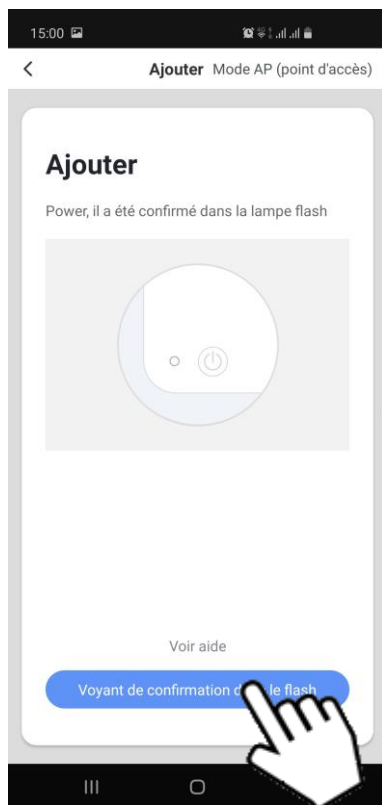 15:00
Ajouter Mode AP (point d'accès)
Ajouter
Power, il a été confirmé dans la lampe flash
Voir aide
Voyant de confirmation le flash